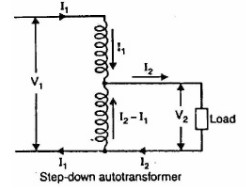 I₁
I₁
I₂
V₁
V₂
Load
I₂–I₁
I₁
I₂
Step-down autotransformer